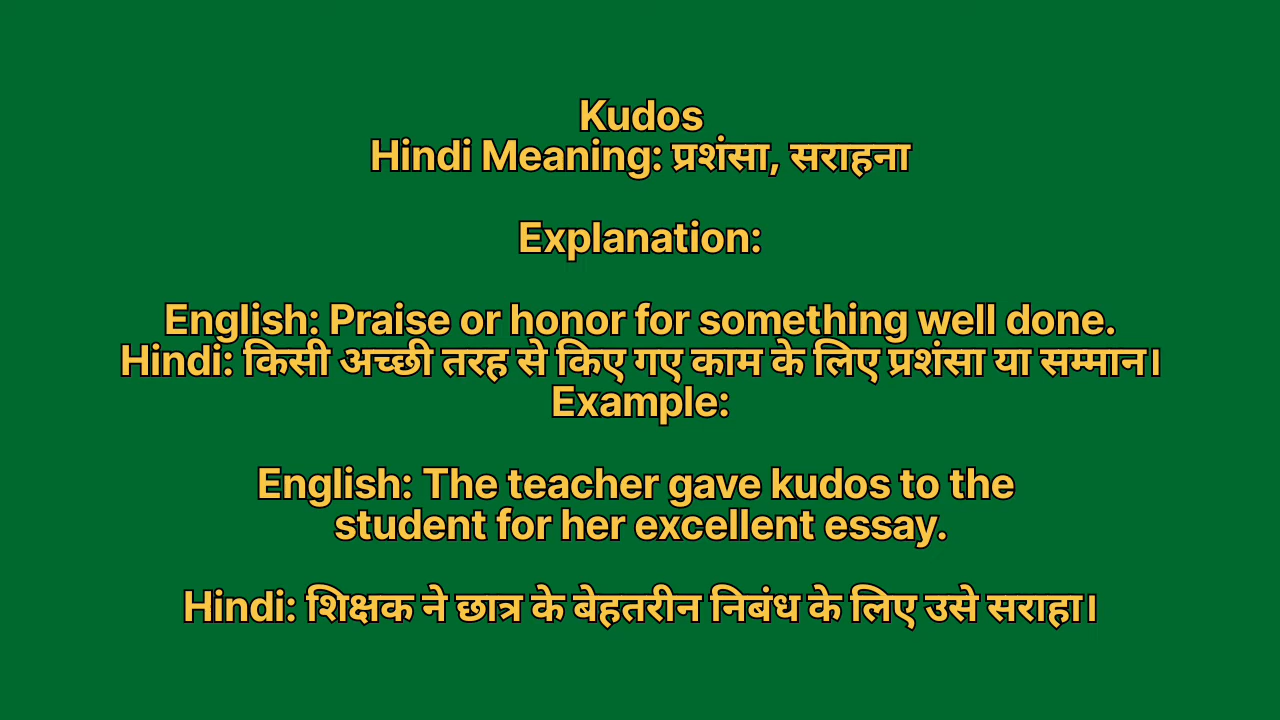 Kudos
Hindi Meaning: प्रशंसा, सराहना
Explanation:
English: Praise or honor for something well done.
Hindi: किसी अच्छी तरह से किए गए काम के लिए प्रशंसा या सम्मान।
Example:
English: The teacher gave kudos to the
student for her excellent essay.
Hindi: शिक्षक ने छात्र के बेहतरीन निबंध के लिए उसे सराहा।